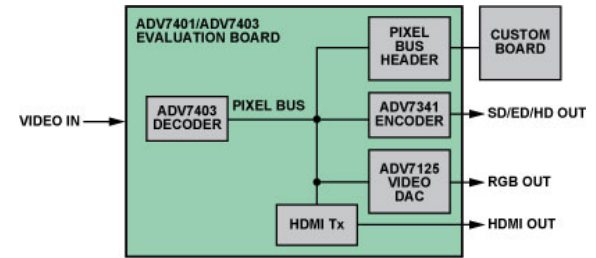 ADV7401/ADV7403
EVALUATION BOARD
PIXEL
BUS
HEADER
CUSTOM
BOARD
VIDEO IN
ADV7403
DECODER
PIXEL BUS
ADV7341
ENCODER
SD/ED/HD OUT
ADV7125
VIDEO
DAC
RGB OUT
HDMI Tx
HDMI OUT